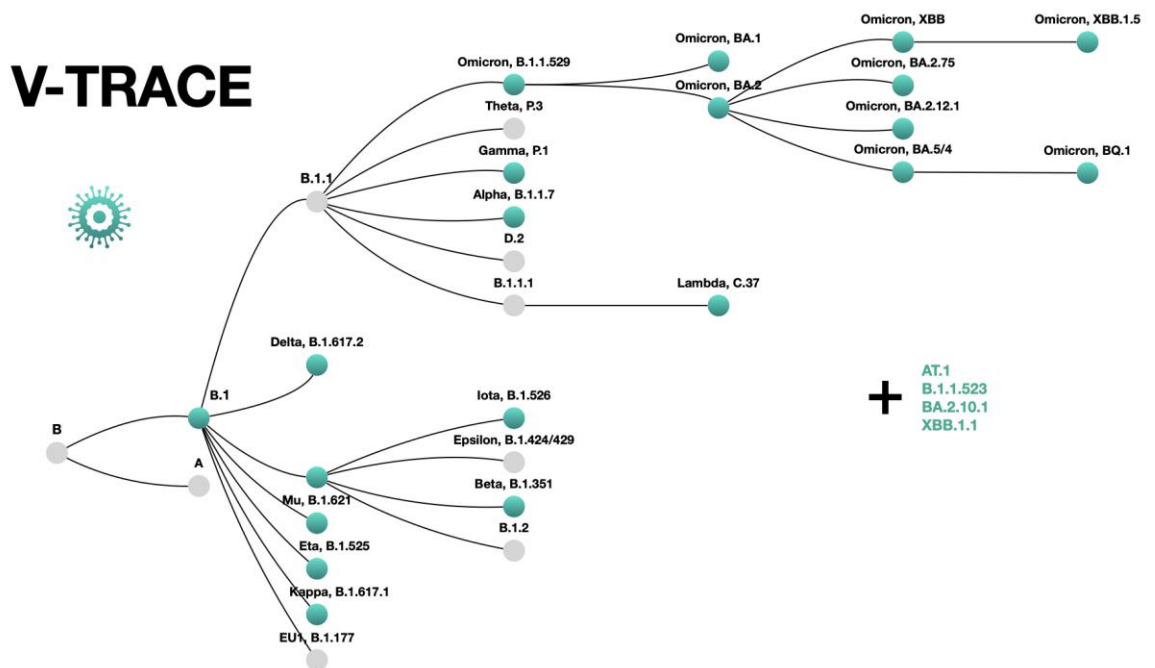 V-TRACE
Omicron, XBB
Omicron, XBB.1.5
Omicron, BA.1
Omicron, B.1.1.529
Omicron, BA.2.75
Omicron, BA.2
Theta, P.3
Omicron, BA.2.12.1
Gamma, P.1
Omicron, BA.5/4
Omicron, BQ.1
B.1.1
Alpha, B.1.1.7
D.2
B.1.1.1
Lambda, C.37
Delta, B.1.617.2
AT.1
B.1.1.523
BA.2.10.1
XBB.1.1
+
B.1
Iota, B.1.526
B
Epsilon, B.1.424/429
A
Beta, B.1.351
Mu, B.1.621
B.1.2
Eta, B.1.525
Kappa, B.1.617.1
EU1, B.1.177